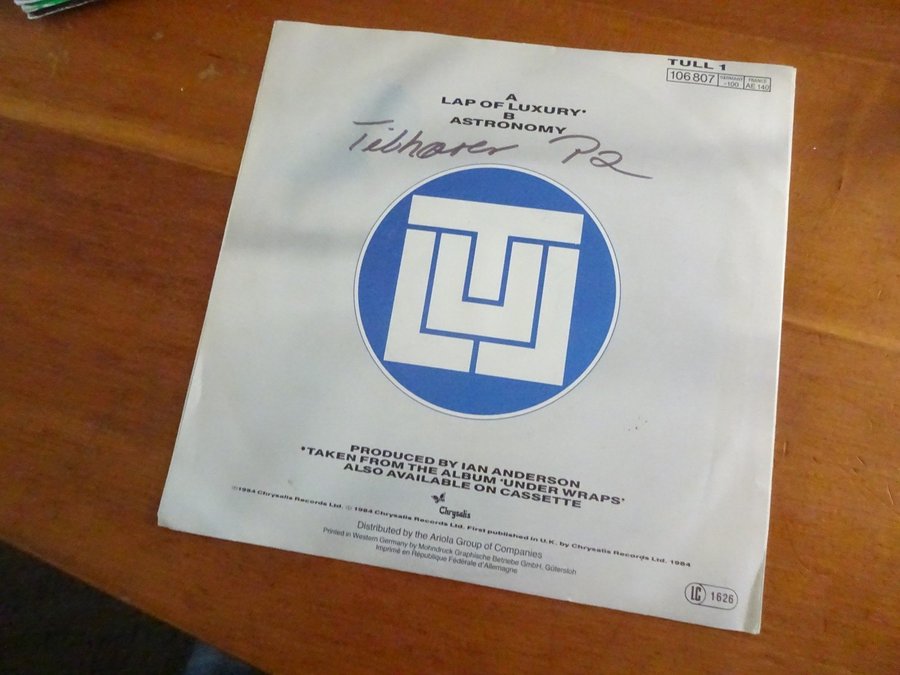 TULL 1
106 807 GERMANY -100 FRANCE AE 140
A
LAP OF LUXURY*
B
ASTRONOMY
Tilhører P2
TULL
PRODUCED BY IAN ANDERSON
*TAKEN FROM THE ALBUM 'UNDER WRAPS'
ALSO AVAILABLE ON CASSETTE
Chrysalis
℗1984 Chrysalis Records Ltd. © 1984 Chrysalis Records Ltd. First published in U.K. by Chrysalis Records Ltd. 1984
Distributed by the Ariola Group of Companies
Printed in Western Germany by Mohndruck Graphische Betriebe GmbH, Gütersloh
Imprimé en République Fédérale d'Allemagne
LC 1626